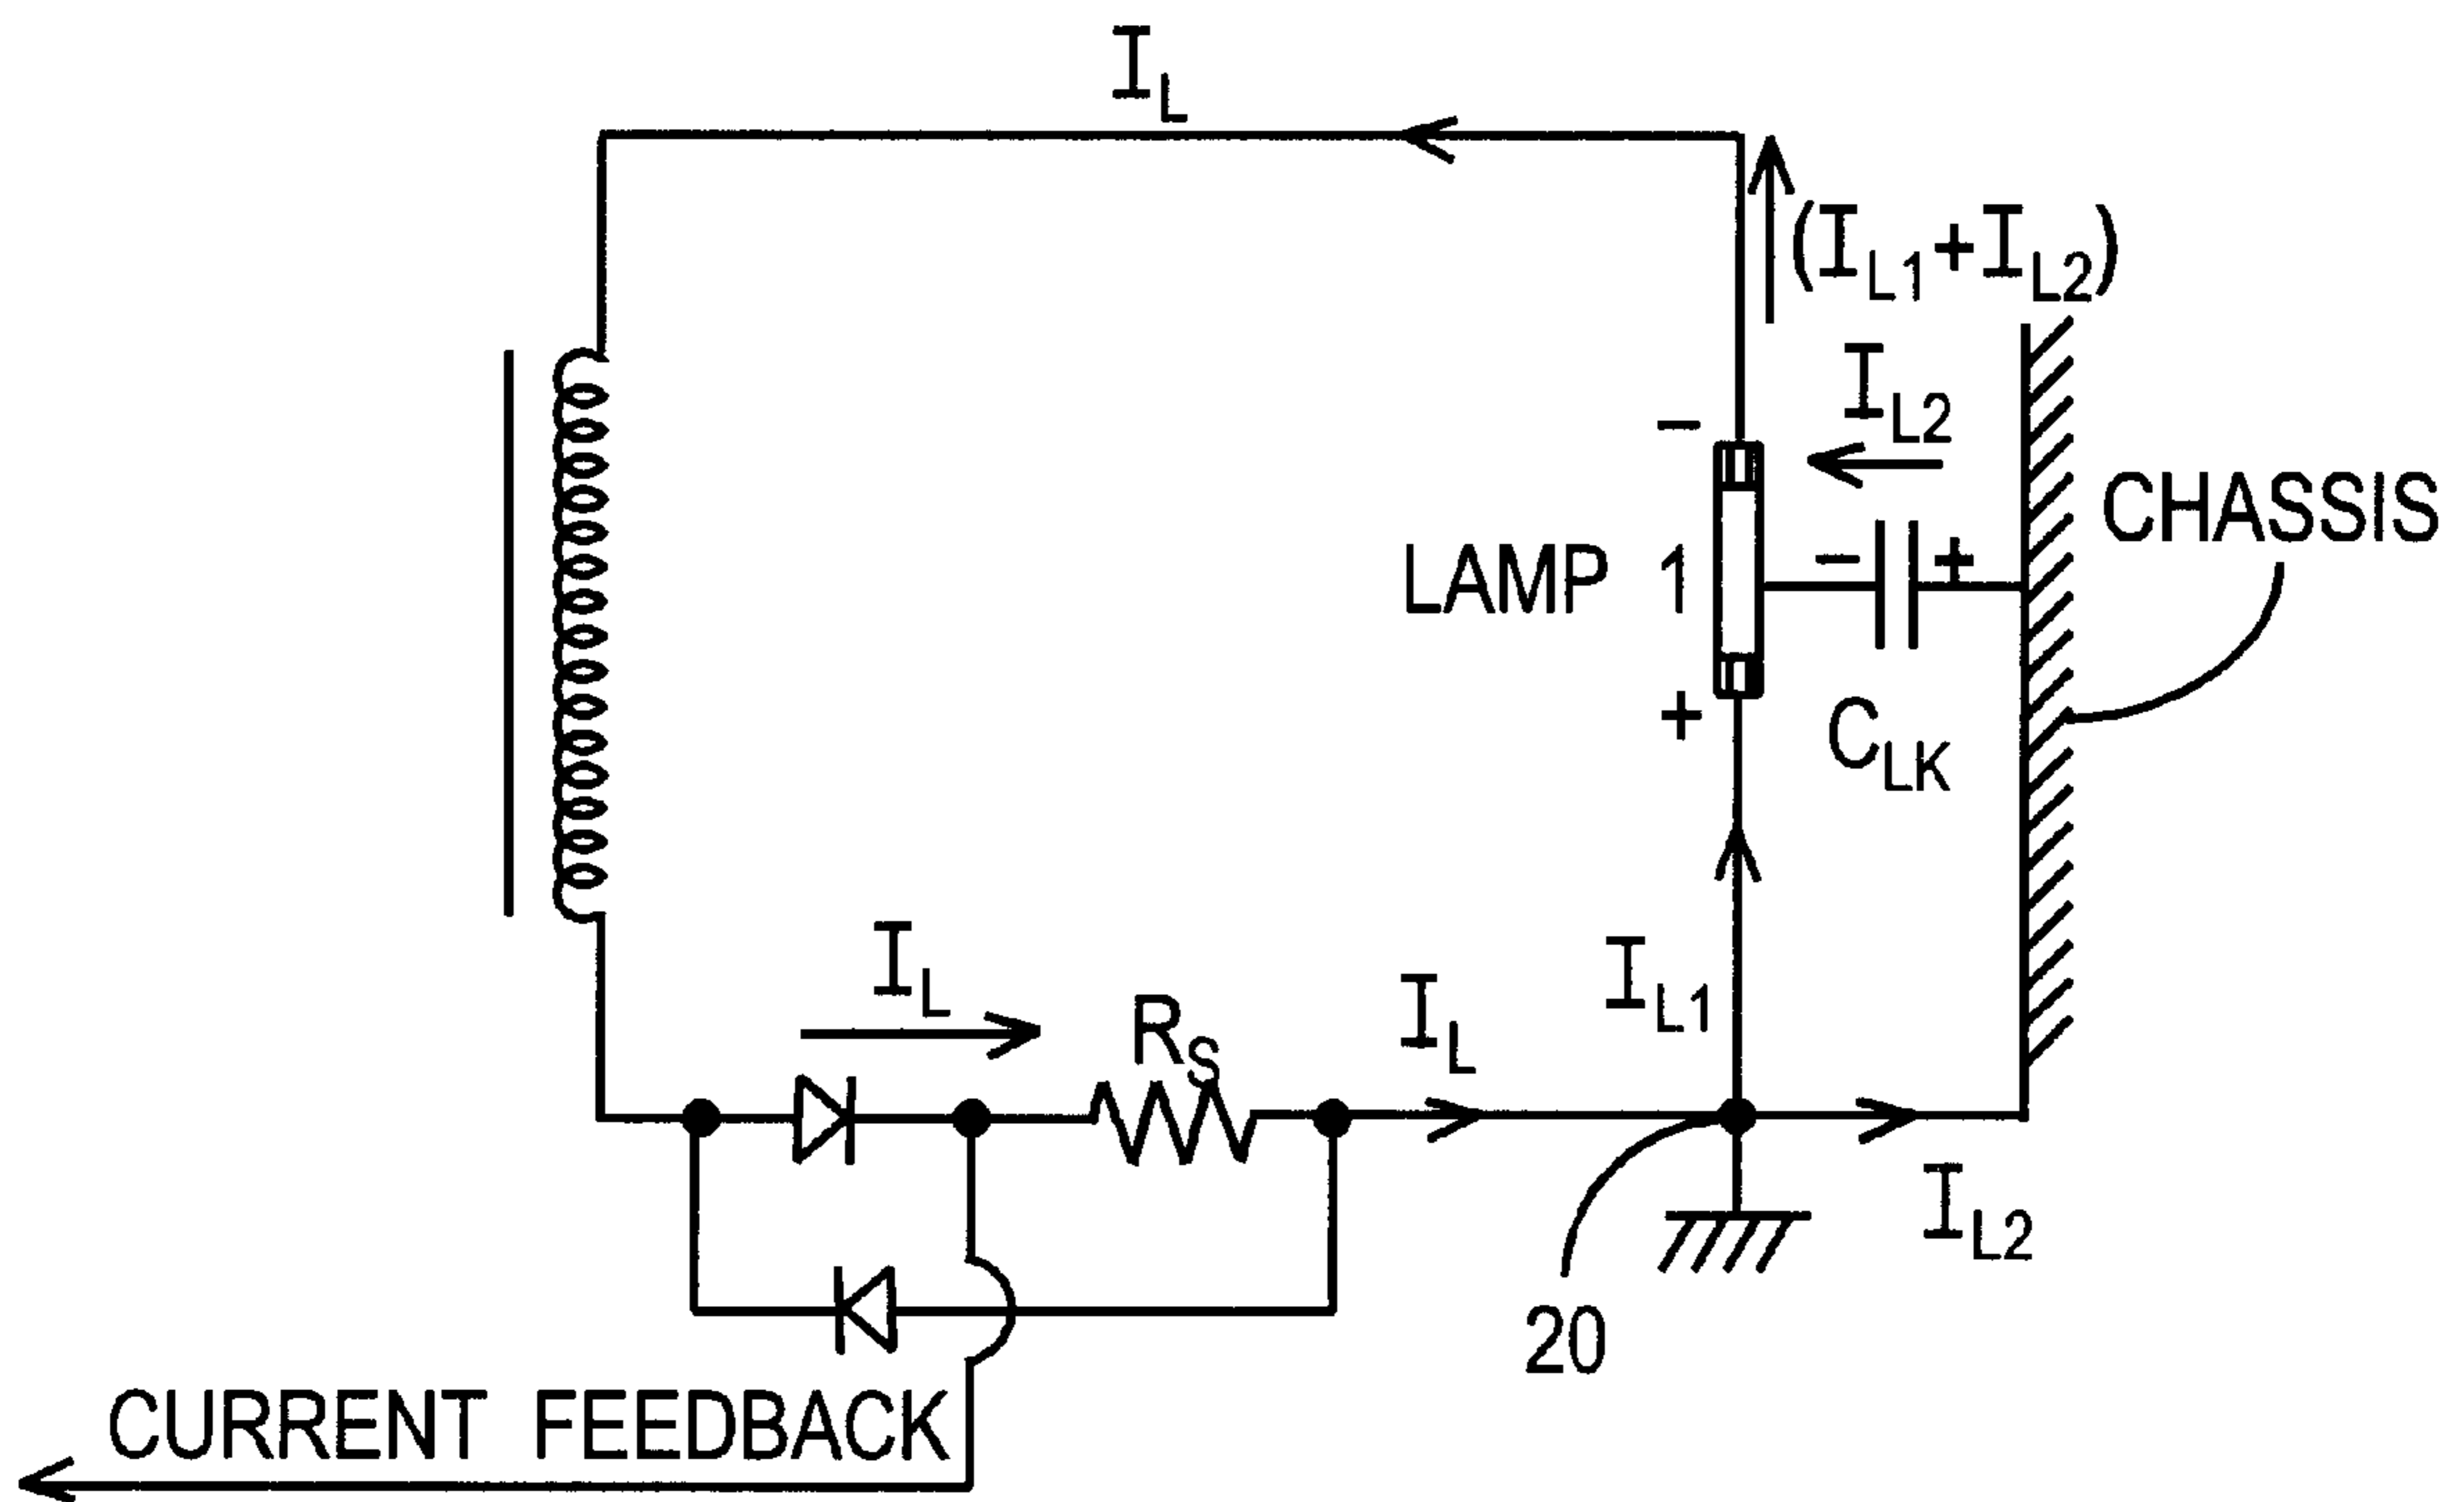 I_L
(I_L1+I_L2)
I_L2
CHASSIS
-
LAMP 1
- +
+
C_LK
I_L
R_S
I_L
I_L1
I_L2
20
CURRENT FEEDBACK